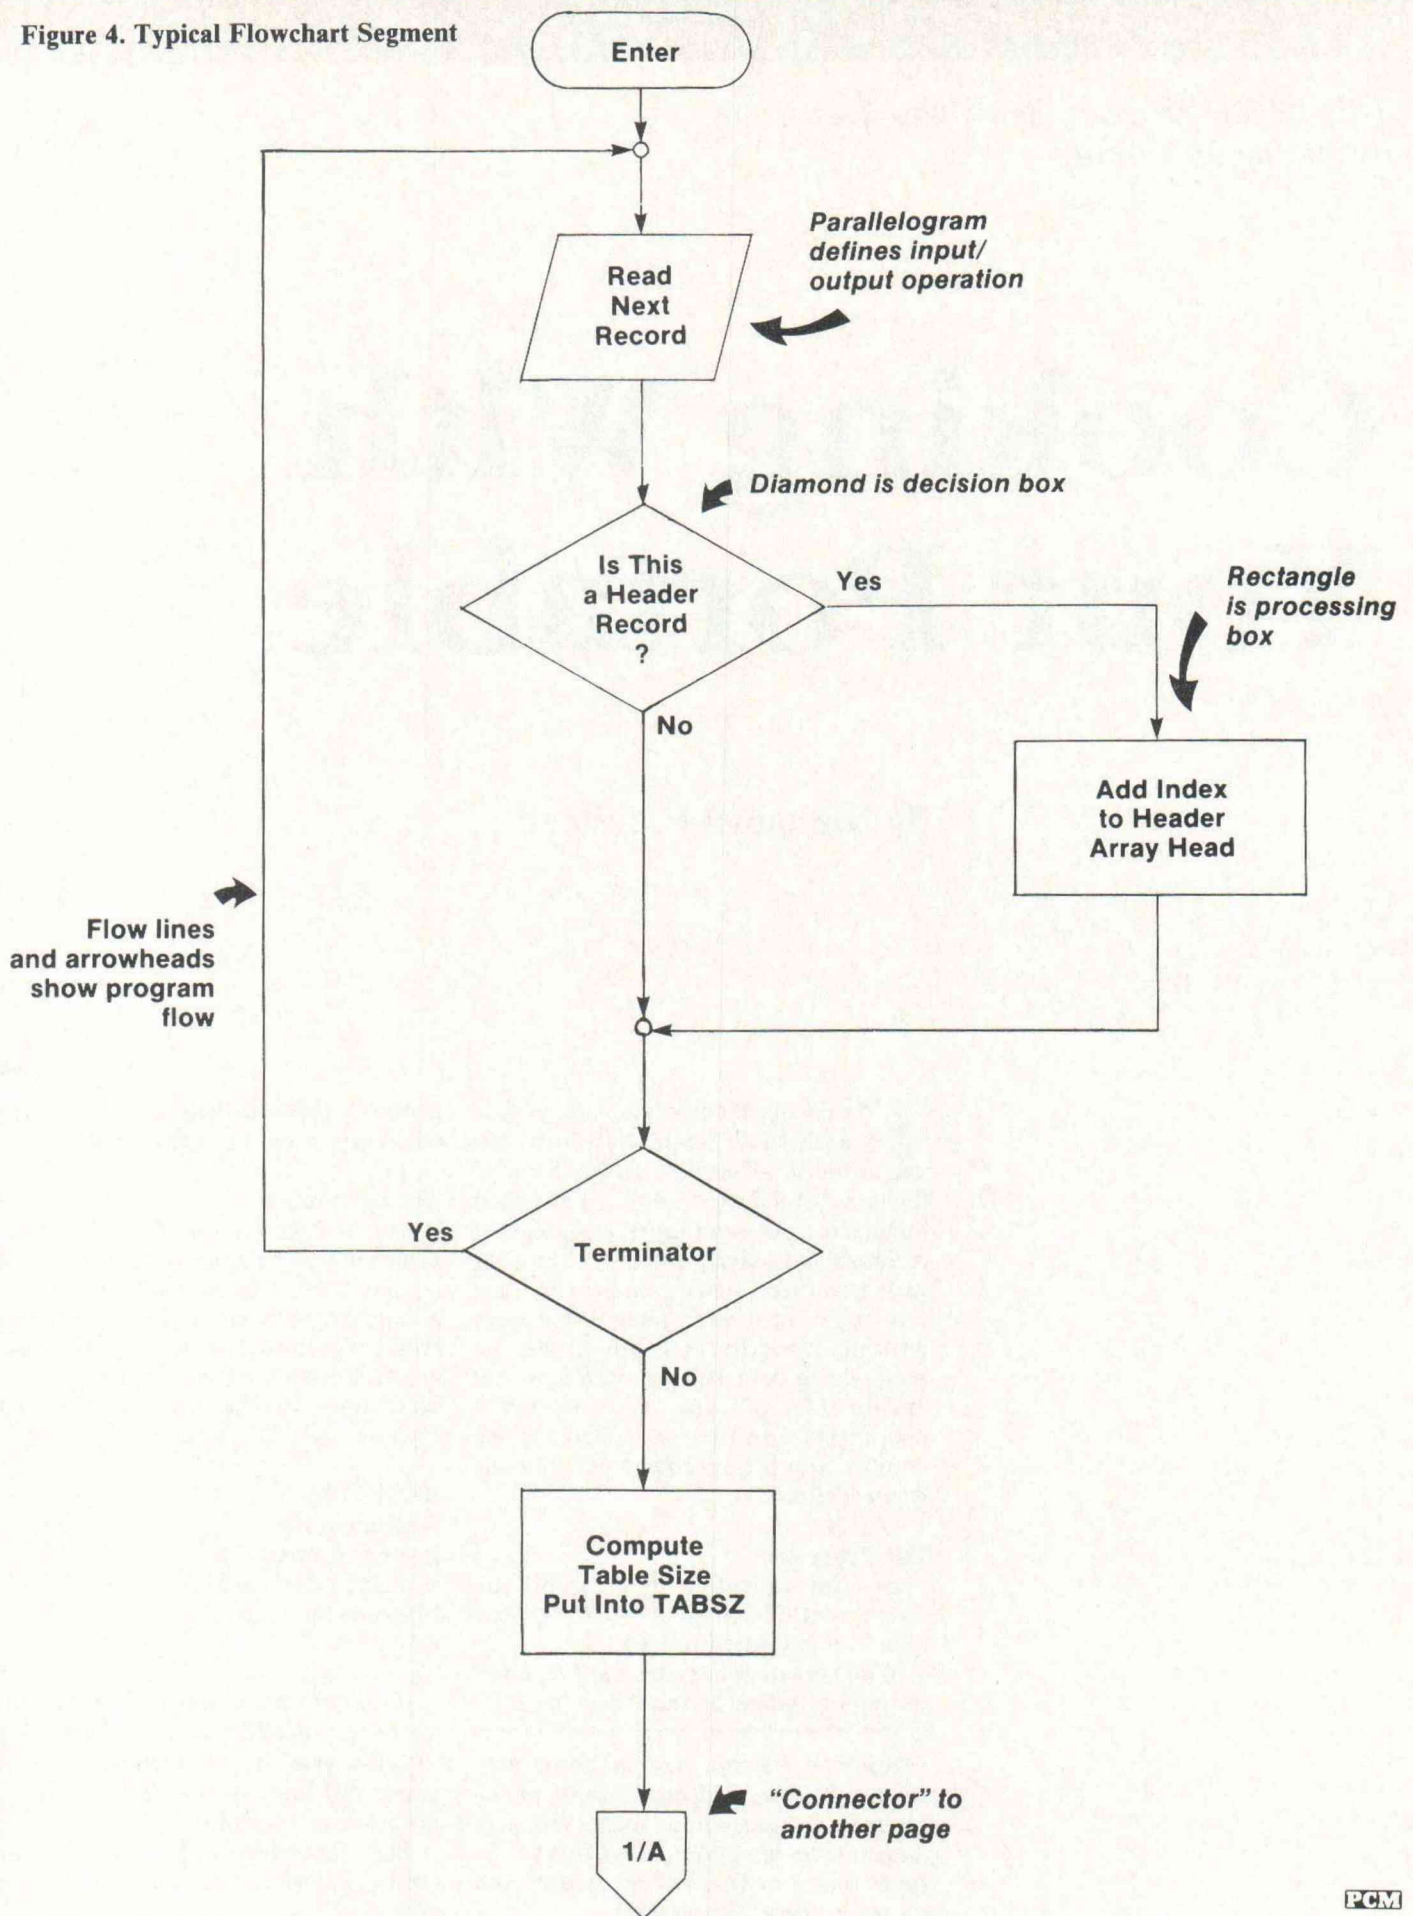 Figure 4. Typical Flowchart Segment
Enter
Parallelogram
defines input/
output operation
Read
Next
Record
Diamond is decision box
Is This
a Header
Record
?
Yes
Rectangle
is processing
box
No
Add Index
to Header
Array Head
Flow lines
and arrowheads
show program
flow
Yes
Terminator
No
Compute
Table Size
Put Into TABSZ
"Connector" to
another page
1/A
PCM